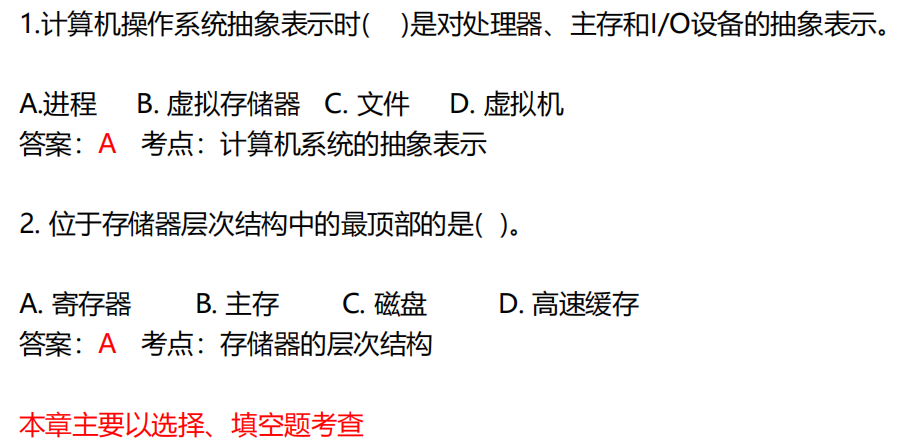 1.计算机操作系统抽象表示时( )是对处理器、主存和I/O设备的抽象表示。
A.进程 B. 虚拟存储器 C. 文件 D. 虚拟机
答案：A 考点：计算机系统的抽象表示
2. 位于存储器层次结构中的最顶部的是( )。
A. 寄存器 B. 主存 C. 磁盘 D. 高速缓存
答案：A 考点：存储器的层次结构
本章主要以选择、填空题考查